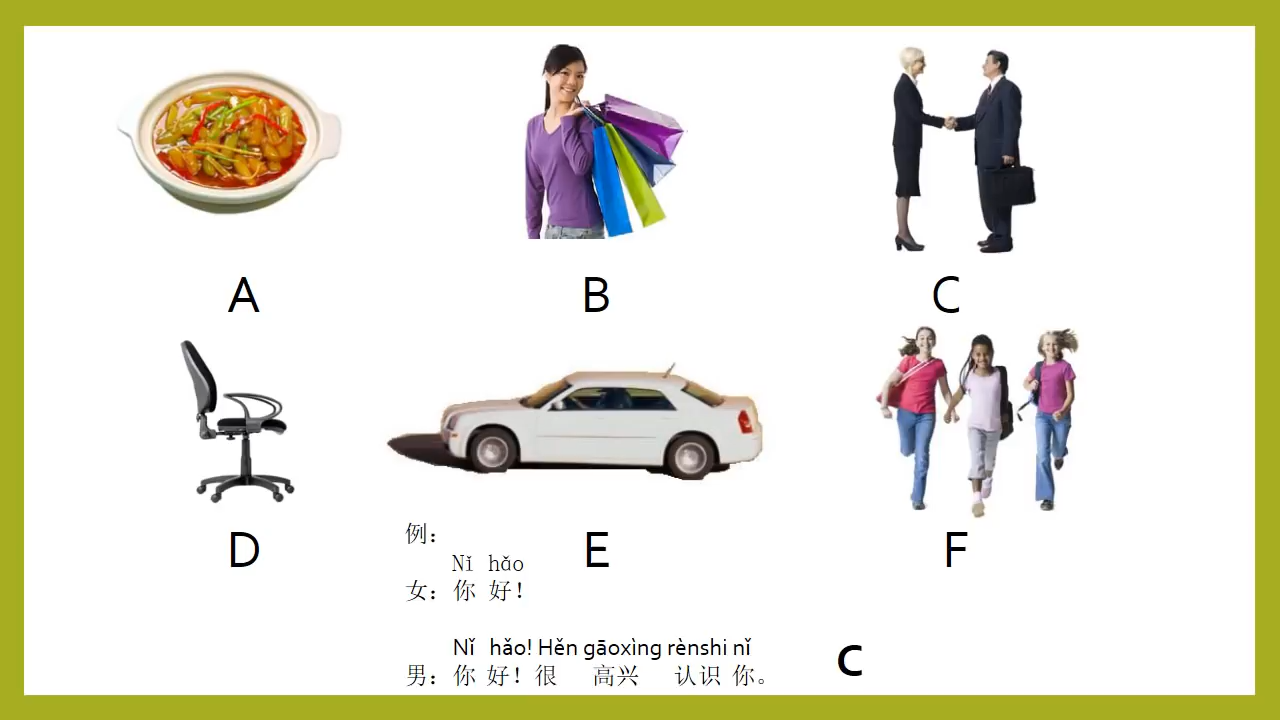 A B C
D E F
例：
Nǐ hǎo
女：你 好！
Nǐ hǎo! Hěn gāoxìng rènshi nǐ
男：你 好！很 高兴 认识 你。
C